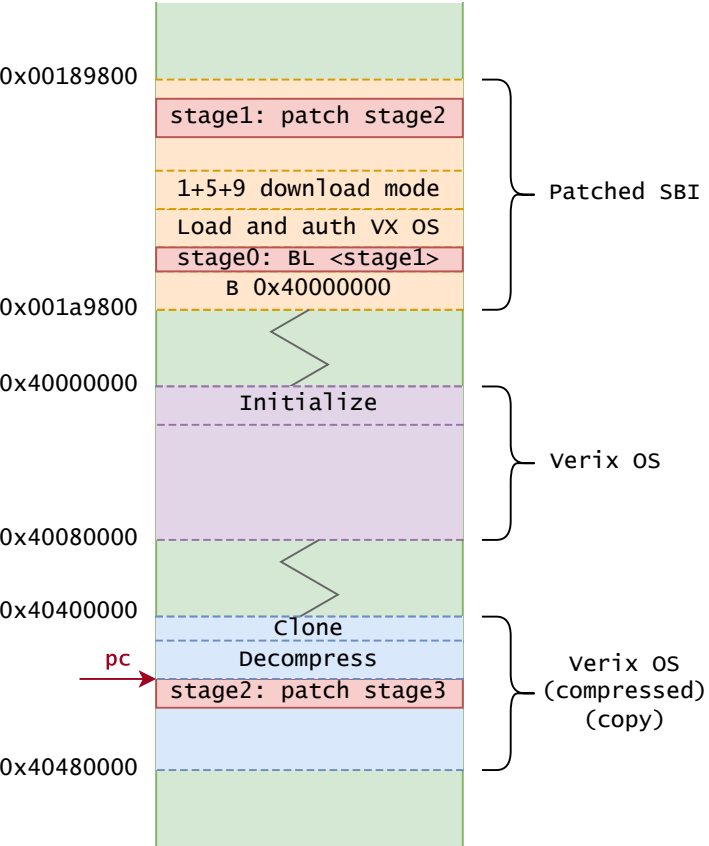 0x00189800
stage1: patch stage2
1+5+9 download mode
Patched SBI
Load and auth VX OS
stage0: BL <stage1>
B 0x40000000
0x001a9800
0x40000000
Initialize
Verix OS
0x40080000
0x40400000
Clone
pc
Decompress
stage2: patch stage3
Verix OS
(compressed)
(copy)
0x40480000